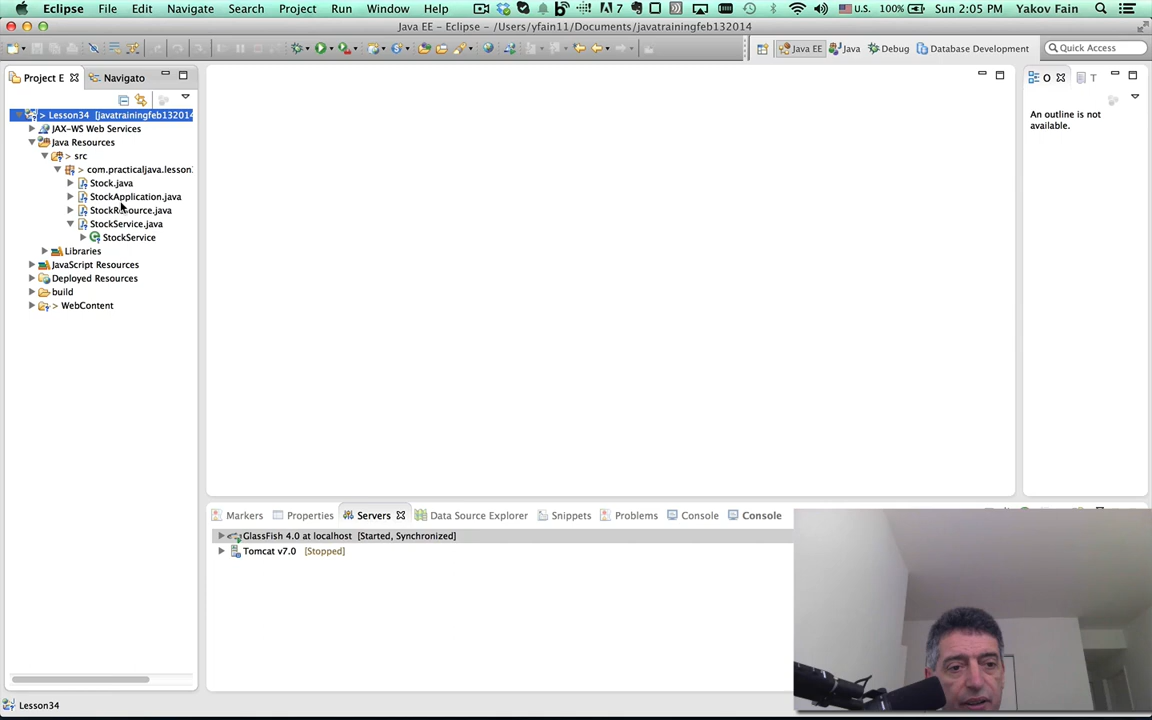 Eclipse File Edit Navigate Search Project Run Window Help 7 U.S. 100% Sun 2:05 PM Yakov Fain
Java EE - Eclipse - /Users/yfain11/Documents/javatrainingfeb132014
Java EE Java Debug Database Development Quick Access
Project E Navigato O T
> Lesson34 [javatrainingfeb132014
JAX-WS Web Services
Java Resources
> src
> com.practicaljava.lesson
Stock.java
StockApplication.java
StockResource.java
StockService.java
StockService
Libraries
JavaScript Resources
Deployed Resources
build
> WebContent
An outline is not
available.
Markers Properties Servers Data Source Explorer Snippets Problems Console Console
GlassFish 4.0 at localhost [Started, Synchronized]
Tomcat v7.0 [Stopped]
Lesson34